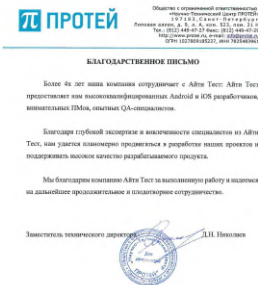 ПРОТЕЙ
Общество с ограниченной ответственностью
«Научно-Технический Центр ПРОТЕЙ»
197183, Санкт-Петербург
БЛАГОДАРСТВЕННОЕ ПИСЬМО
Более 4х лет наша компания сотрудничает с Айти Тест: Айти Тест
предоставляет нам высококвалифицированных Android и iOS разработчиков,
внимательных ПМов, опытных QA-специалистов.
Благодаря глубокой экспертизе и вовлеченности специалистов из Айти
Тест, нам удается планомерно продвигаться в разработке наших проектов и
поддерживать высокое качество разрабатываемого продукта.
Мы благодарим компанию Айти Тест за выполненную работу и надеемся
на дальнейшее продолжительное и плодотворное сотрудничество.
Заместитель технического директора Д.Н. Николаев